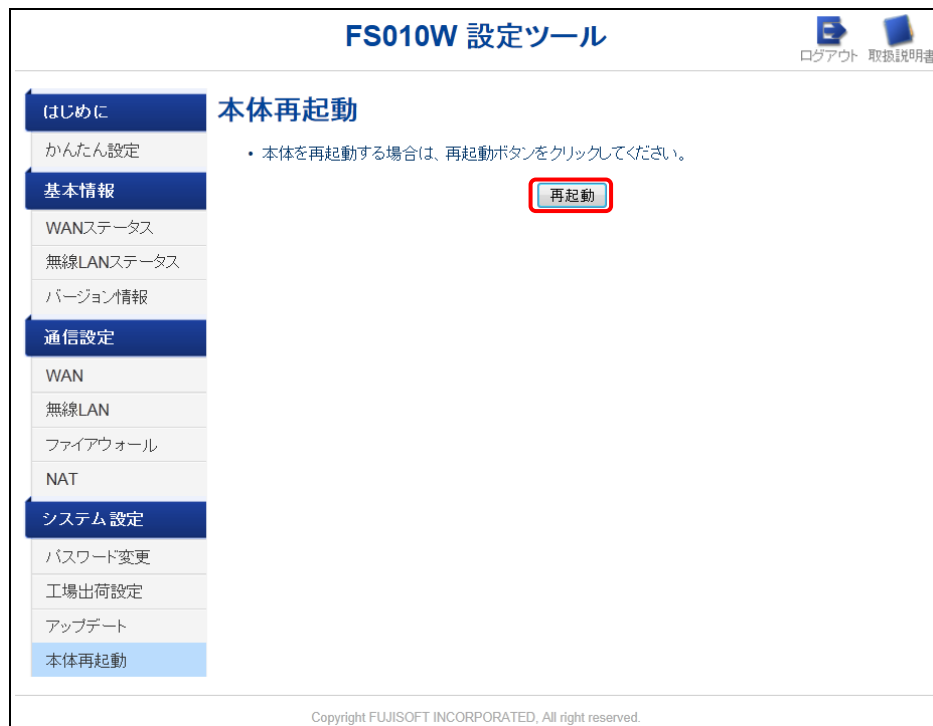 FS010W 設定ツール
ログアウト 取扱説明書
はじめに
かんたん設定
基本情報
WANステータス
無線LANステータス
バージョン情報
通信設定
WAN
無線LAN
ファイアウォール
NAT
システム設定
パスワード変更
工場出荷設定
アップデート
本体再起動
本体再起動
・本体を再起動する場合は、再起動ボタンをクリックしてください。
再起動
Copyright FUJISOFT INCORPORATED, All right reserved.